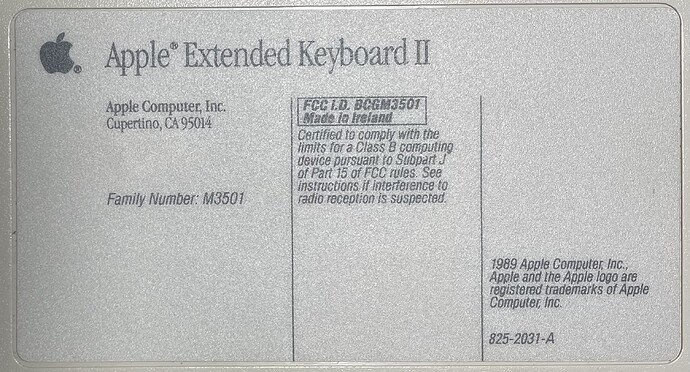 Apple® Extended Keyboard II
Apple Computer, Inc.
Cupertino, CA 95014
Family Number: M3501
FCC I.D. BCGM3501
Made in Ireland
Certified to comply with the
limits for a Class B computing
device pursuant to Subpart J
of Part 15 of FCC rules. See
instructions if interference to
radio reception is suspected.
1989 Apple Computer, Inc.,
Apple and the Apple logo are
registered trademarks of Apple
Computer, Inc.
825-2031-A